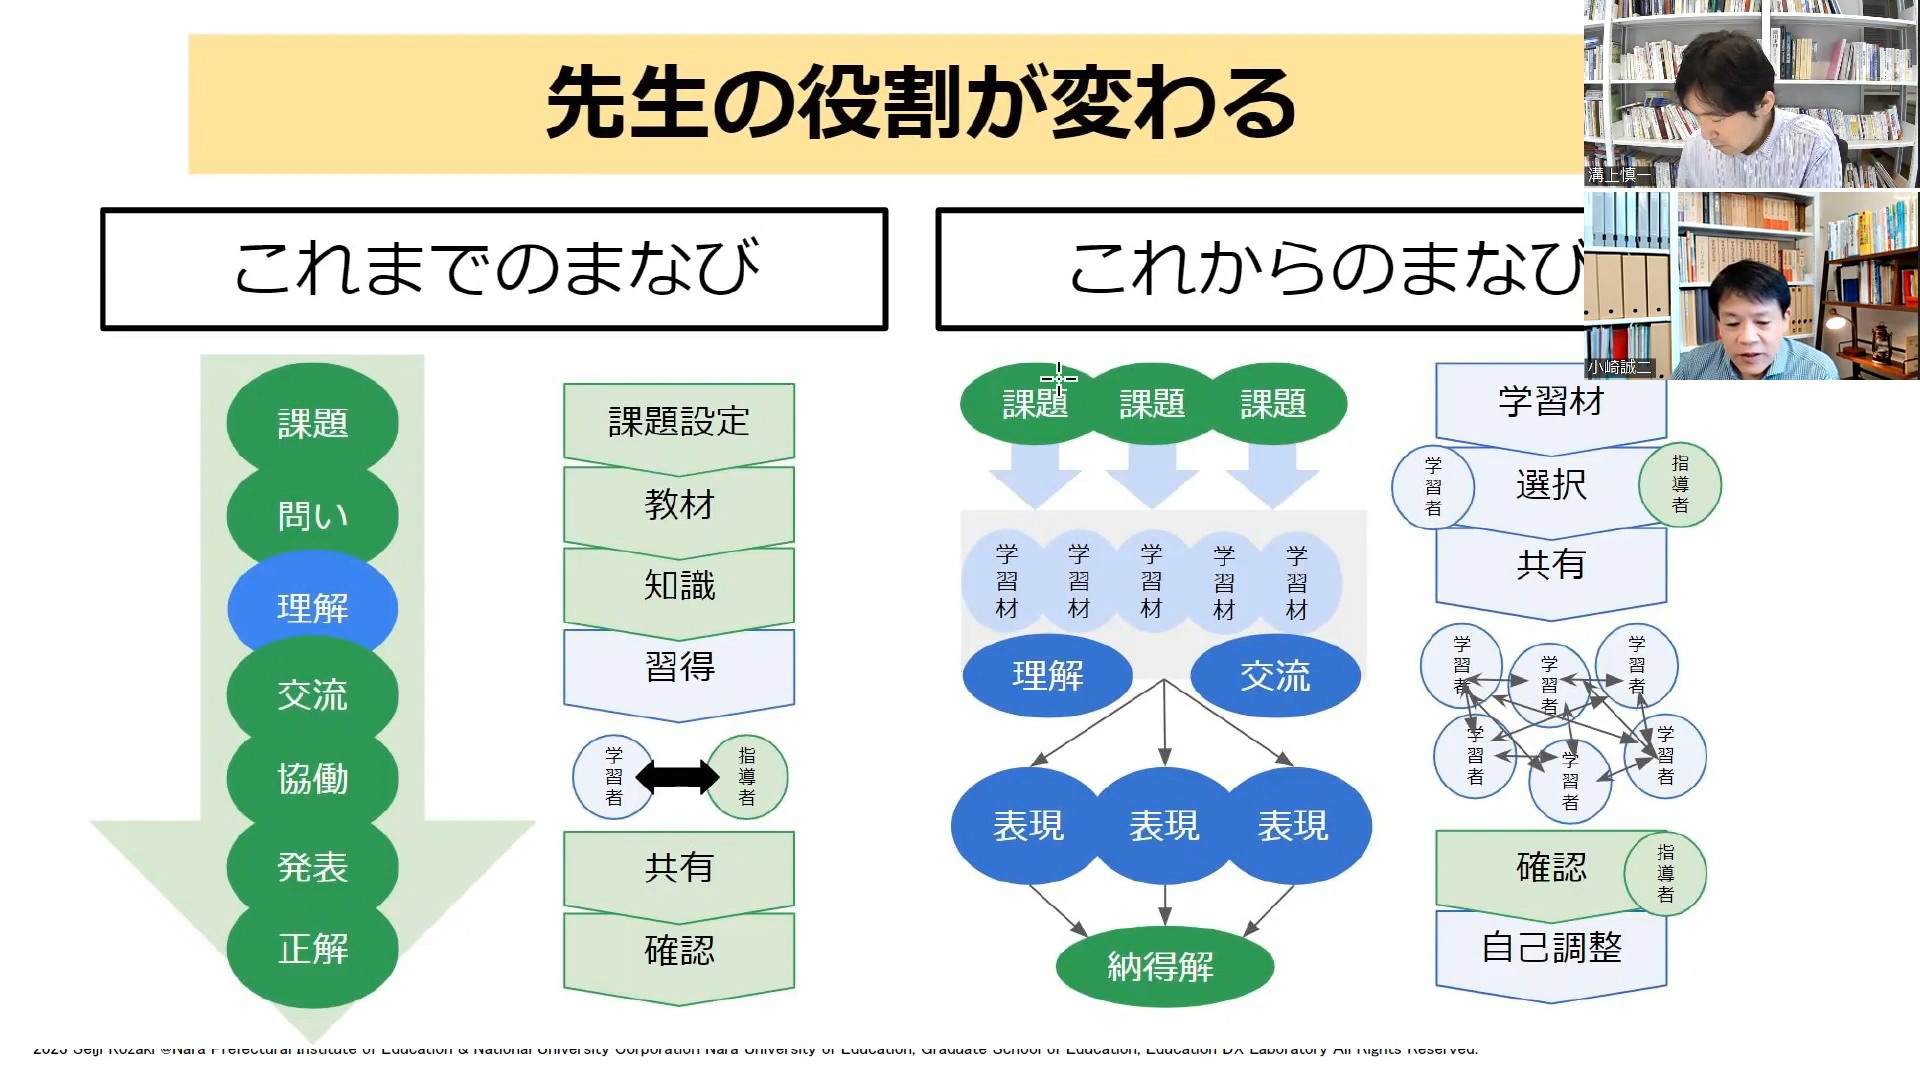 先生の役割が変わる
これまでのまなび
これからのまなび
溝上慎一
小崎誠二
課題
問い
理解
交流
協働
発表
正解
課題設定
教材
知識
習得
学習者
指導者
共有
確認
課題
課題
課題
学習材
学習材
学習材
学習材
学習材
理解
交流
表現
表現
表現
納得解
学習材
学習者
選択
指導者
共有
学習者
学習者
学習者
学習者
学習者
学習者
確認
指導者
自己調整
2023 Seiji Kozaki @Nara Prefectural Institute of Education & National University Corporation Nara University of Education, Graduate School of Education, Education DX Laboratory All Rights Reserved.